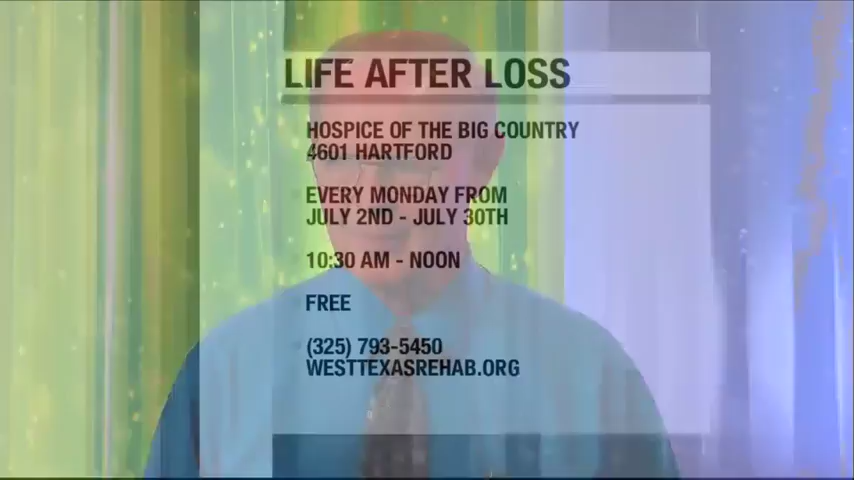 LIFE AFTER LOSS
HOSPICE OF THE BIG COUNTRY
4601 HARTFORD
EVERY MONDAY FROM
JULY 2ND - JULY 30TH
10:30 AM - NOON
FREE
(325) 793-5450
WESTTEXASREHAB.ORG